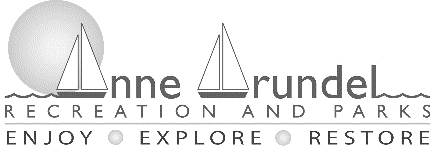 Anne Arundel
RECREATION AND PARKS
ENJOY EXPLORE RESTORE